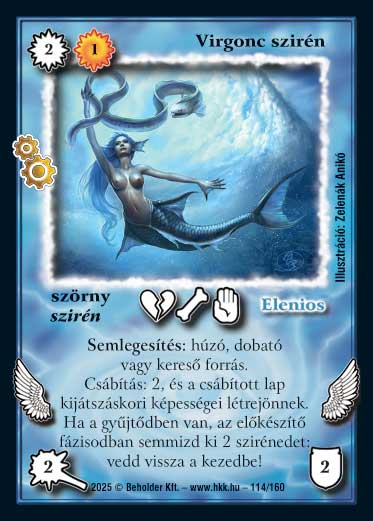 2 1 Virgonc szirén
Illusztráció: Zelenák Anikó
szörny
szirén
Elenios
Semlegesítés: húzó, dobató
vagy kereső forrás.
Csábítás: 2, és a csábított lap
kijátszáskori képességei létrejönnek.
Ha a gyűjtődben van, az előkészítő
fázisodban semmizd ki 2 szirénedet:
vedd vissza a kezedbe!
2
2
2025 © Beholder Kft. – www.hkk.hu – 114/160